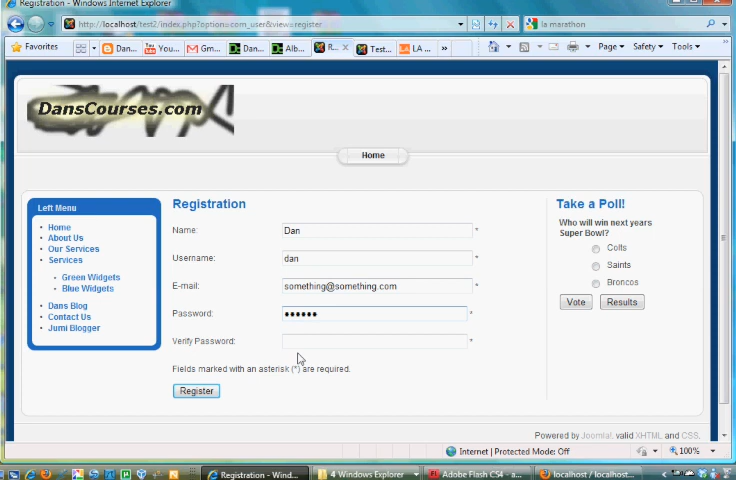 Registration - Windows Internet Explorer
http://localhost/test2/index.php?option=com_user&view=register
la marathon
Favorites
Dan...
You...
Gm...
Dan...
Alb...
R...
Test...
LA ...
Page
Safety
Tools
DansCourses.com
Home
Left Menu
Home
About Us
Our Services
Services
Green Widgets
Blue Widgets
Dans Blog
Contact Us
Jumi Blogger
Registration
Name: Dan *
Username: dan *
E-mail: something@something.com *
Password: •••••• *
Verify Password: *
Fields marked with an asterisk (*) are required.
Register
Take a Poll!
Who will win next years
Super Bowl?
Colts
Saints
Broncos
Vote Results
Powered by Joomla!. valid XHTML and CSS.
Internet | Protected Mode: Off
100%
Registration - Wind...
4 Windows Explorer
Adobe Flash CS4 - a...
localhost / localhost...